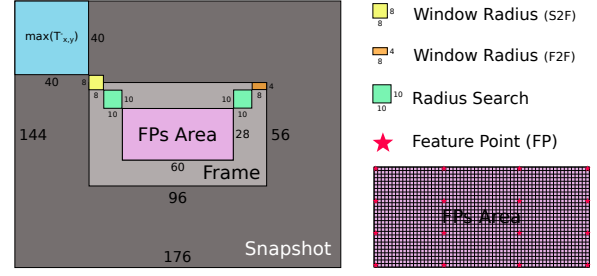 max(T-x,y)
40
40
8
8
10
10
10
10
4
8
FPs Area
28
60
Frame
56
96
144
176
Snapshot
8
8
Window Radius (S2F)
4
8
Window Radius (F2F)
10
10
Radius Search
Feature Point (FP)
FPs Area